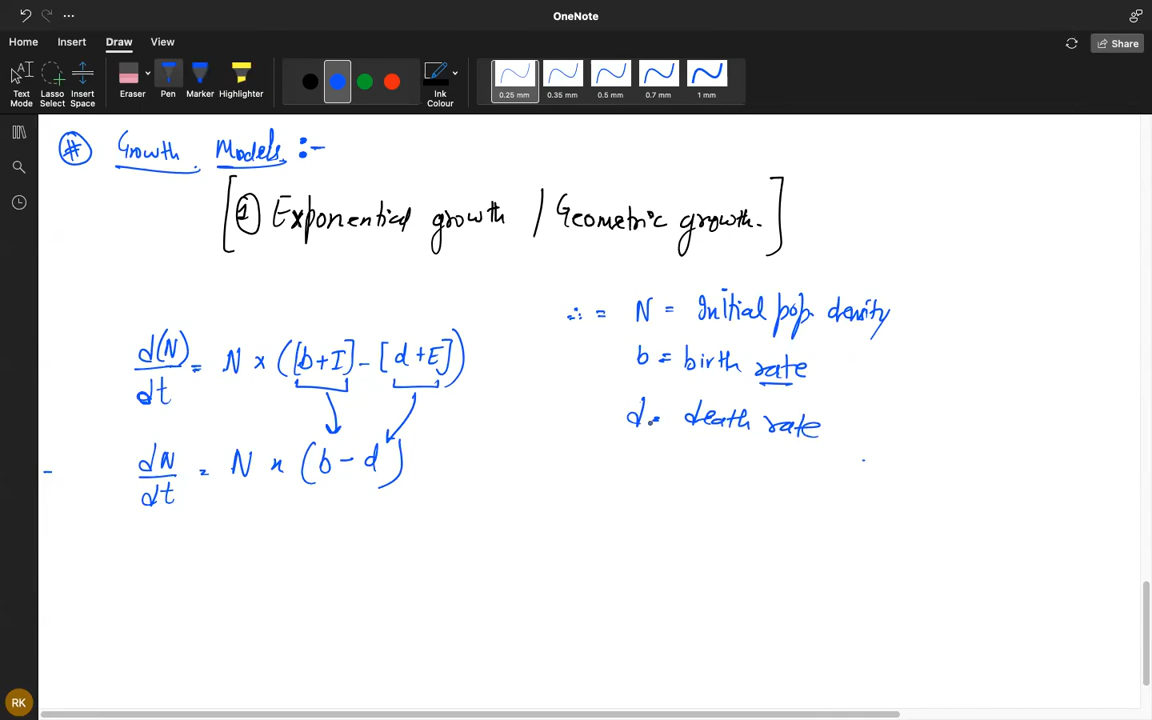 OneNote
Home Insert Draw View
Share
Text Mode
Lasso Select
Insert Space
Eraser
Pen
Marker
Highlighter
Ink Colour
0.25 mm
0.35 mm
0.5 mm
0.7 mm
1 mm
# Growth Models :-
[① Exponential growth / Geometric growth.]
∴ = N = Initial pop. density
d(N)/dt = N × ([b+I] - [d+E])
b = birth rate
d = death rate
- dN/dt = N × (b - d)
RK